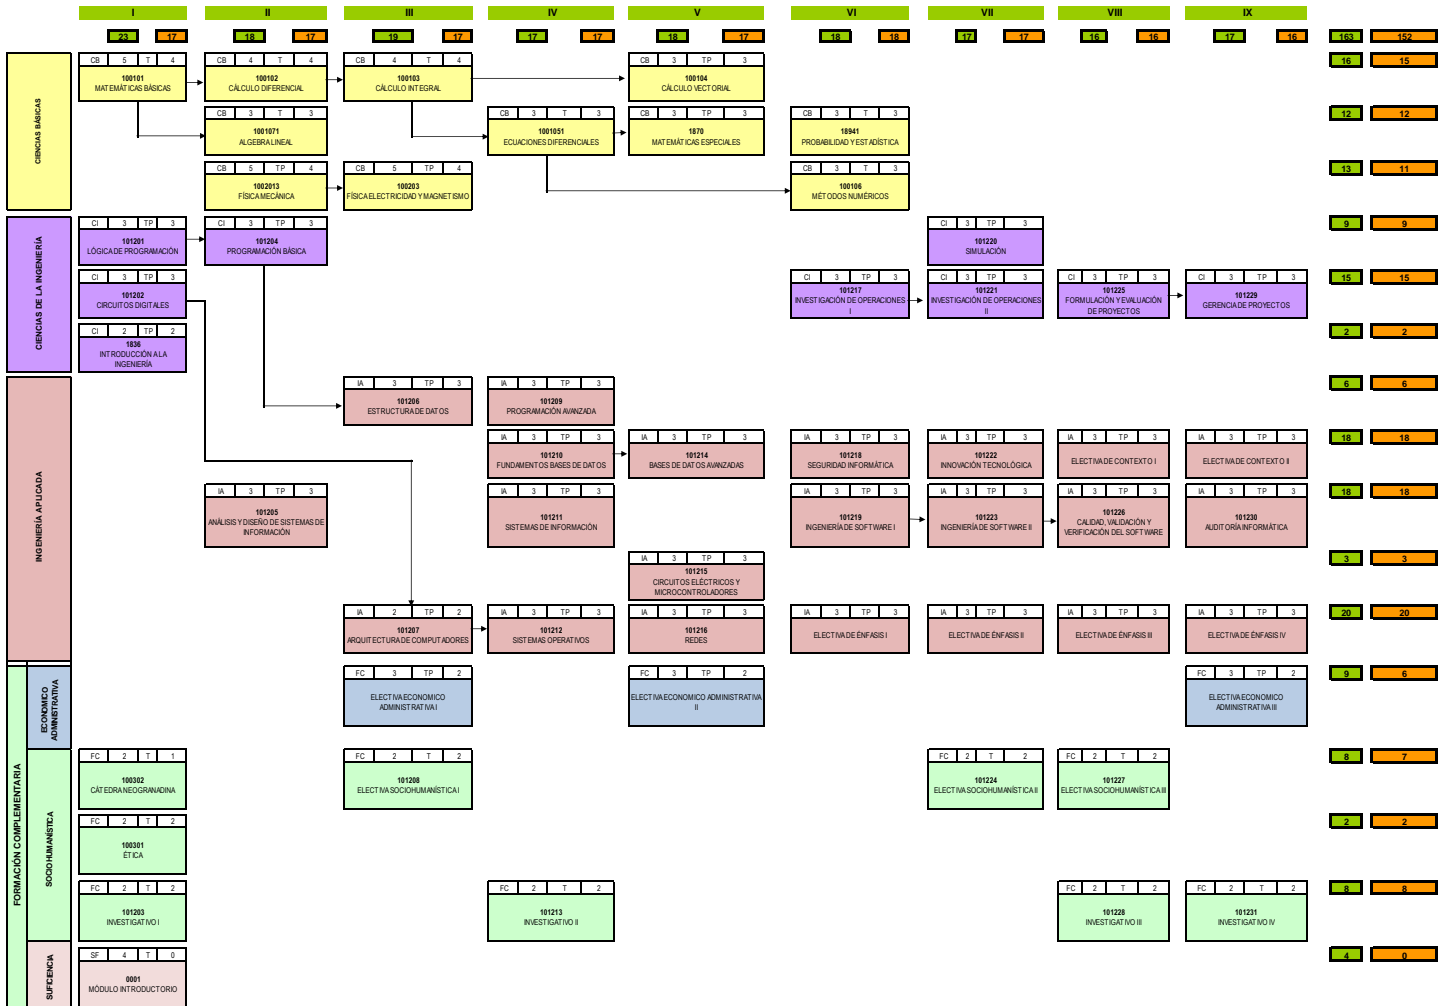 I II III IV V VI VII VIII IX
23 17 18 17 19 17 17 17 18 17 18 18 17 17 16 16 17 16 163 152
CIENCIAS BÁSICAS
CB 5 T 4 CB 4 T 4 CB 4 T 4 CB 3 TP 3 16 15
100101 100102 100103 100104
MATEMÁTICAS BÁSICAS CÁLCULO DIFERENCIAL CÁLCULO INTEGRAL CÁLCULO VECTORIAL
CB 3 T 3 CB 3 T 3 CB 3 TP 3 CB 3 TP 3 12 12
1001071 1001051 1870 18941
ALGEBRA LINEAL ECUACIONES DIFERENCIALES MATEMÁTICAS ESPECIALES PROBABILIDAD Y ESTADÍSTICA
CB 5 TP 4 CB 5 TP 4 CB 3 T 3 13 11
1002013 100203 100106
FÍSICA MECÁNICA FÍSICA ELECTRICIDAD Y MAGNETISMO MÉTODOS NUMÉRICOS
CIENCIAS DE LA INGENIERÍA
CI 3 TP 3 CI 3 TP 3 CI 3 TP 3 9 9
101201 101204 101220
LÓGICA DE PROGRAMACIÓN PROGRAMACIÓN BÁSICA SIMULACIÓN
CI 3 TP 3 CI 3 TP 3 CI 3 TP 3 CI 3 TP 3 CI 3 TP 3 15 15
101202 101217 101221 101225 101229
CIRCUITOS DIGITALES INVESTIGACIÓN DE OPERACIONES I INVESTIGACIÓN DE OPERACIONES II FORMULACIÓN Y EVALUACIÓN DE PROYECTOS GERENCIA DE PROYECTOS
CI 2 TP 2 2 2
1836
INTRODUCCIÓN A LA
INGENIERÍA
INGENIERÍA APLICADA
IA 3 TP 3 IA 3 TP 3 6 6
101206 101209
ESTRUCTURA DE DATOS PROGRAMACIÓN AVANZADA
IA 3 TP 3 IA 3 TP 3 IA 3 TP 3 IA 3 TP 3 IA 3 TP 3 IA 3 TP 3 18 18
101210 101214 101218 101222
FUNDAMENTOS BASES DE DATOS BASES DE DATOS AVANZADAS SEGURIDAD INFORMÁTICA INNOVACIÓN TECNOLÓGICA ELECTIVA DE CONTEXTO I ELECTIVA DE CONTEXTO II
IA 3 TP 3 IA 3 TP 3 IA 3 TP 3 IA 3 TP 3 IA 3 TP 3 IA 3 TP 3 18 18
101205 101211 101219 101223 101226 101230
ANÁLISIS Y DISEÑO DE SISTEMAS DE INFORMACIÓN SISTEMAS DE INFORMACIÓN INGENIERÍA DE SOFTWARE I INGENIERÍA DE SOFTWARE II CALIDAD, VALIDACIÓN Y VERIFICACIÓN DEL SOFTWARE AUDITORÍA INFORMÁTICA
IA 3 TP 3 3 3
101215
CIRCUITOS ELÉCTRICOS Y
MICROCONTROLADORES
IA 2 TP 2 IA 3 TP 3 IA 3 TP 3 IA 3 TP 3 IA 3 TP 3 IA 3 TP 3 IA 3 TP 3 20 20
101207 101212 101216
ARQUITECTURA DE COMPUTADORES SISTEMAS OPERATIVOS REDES ELECTIVA DE ÉNFASIS I ELECTIVA DE ÉNFASIS II ELECTIVA DE ÉNFASIS III ELECTIVA DE ÉNFASIS IV
FORMACIÓN COMPLEMENTARIA
ECONOMICO
ADMINISTRATIVA
FC 3 TP 2 FC 3 TP 2 FC 3 TP 2 9 6
ELECTIVA ECONOMICO ADMINISTRATIVA I ELECTIVA ECONOMICO ADMINISTRATIVA II ELECTIVA ECONOMICO ADMINISTRATIVA III
SOCIOHUMANÍSTICA
FC 2 T 1 FC 2 T 2 FC 2 T 2 FC 2 T 2 8 7
100302 101208 101224 101227
CÁTEDRA NEOGRANADINA ELECTIVA SOCIOHUMANÍSTICA I ELECTIVA SOCIOHUMANÍSTICA II ELECTIVA SOCIOHUMANÍSTICA III
FC 2 T 2 2 2
100301
ÉTICA
FC 2 T 2 FC 2 T 2 FC 2 T 2 FC 2 T 2 8 8
101203 101213 101228 101231
INVESTIGATIVO I INVESTIGATIVO II INVESTIGATIVO III INVESTIGATIVO IV
SUFICIENCIA
SF 4 T 0 4 0
0001
MÓDULO INTRODUCTORIO